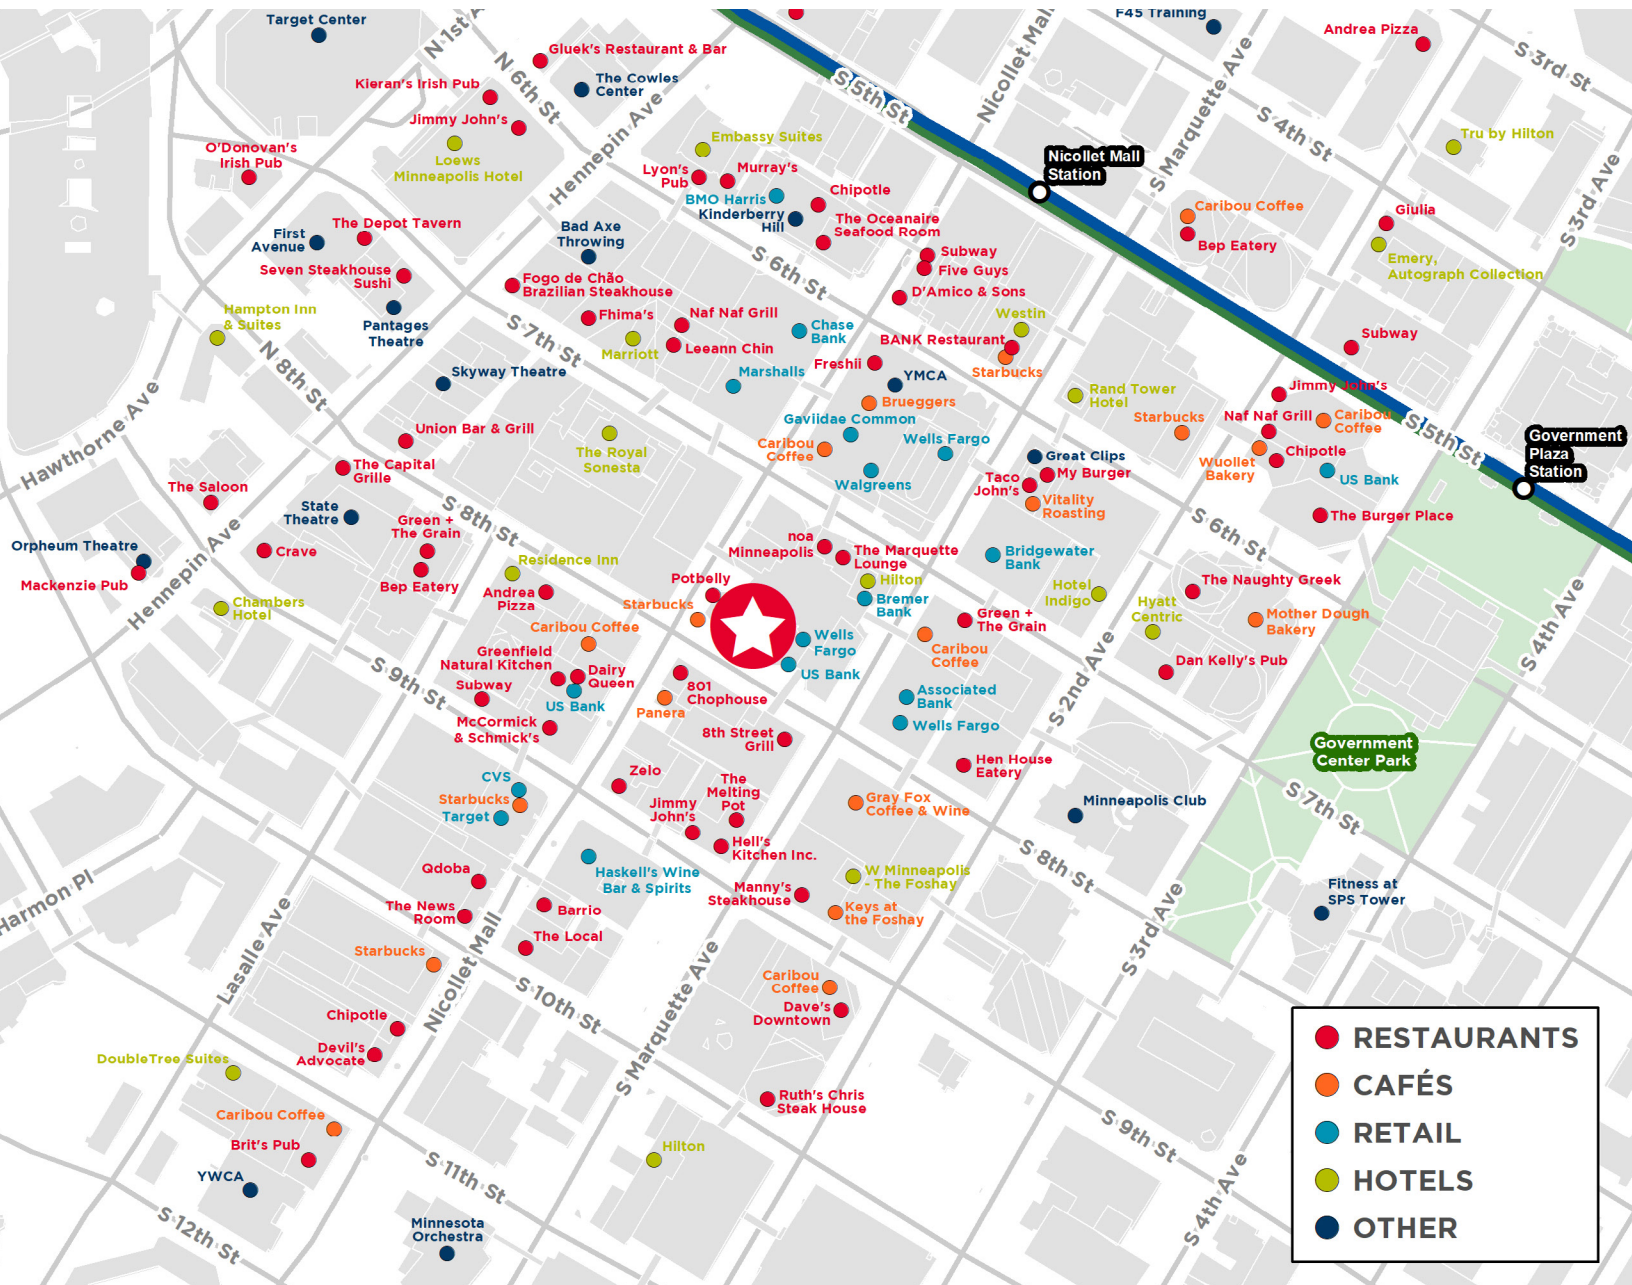 Target Center
N 1st A
Gluek's Restaurant & Bar
N 6th St
The Cowles
Center
Kieran's Irish Pub
Jimmy John's
Loews
Minneapolis Hotel
O'Donovan's
Irish Pub
Hennepin Ave
S 5th St
Nicollet Mall
F45 Training
S Marquette Ave
Andrea Pizza
S 3rd St
S 4th St
Tru by Hilton
S 3rd Ave
Nicollet Mall
Station
Embassy Suites
Lyon's
Pub
Murray's
BMO Harris
Kinderberry
Hill
Chipotle
The Oceanaire
Seafood Room
Caribou Coffee
Bep Eatery
Giulia
Emery,
Autograph Collection
The Depot Tavern
First
Avenue
Bad Axe
Throwing
S 6th St
Subway
Five Guys
D'Amico & Sons
Seven Steakhouse
Sushi
Fogo de Chão
Brazilian Steakhouse
Hampton Inn
& Suites
Pantages
Theatre
S 7th St
Fhima's
Marriott
Naf Naf Grill
Leeann Chin
Chase
Bank
Westin
BANK Restaurant
Starbucks
Subway
N 8th St
Skyway Theatre
Marshalls
Freshii
YMCA
Brueggers
Rand Tower
Hotel
Jimmy John's
Hawthorne Ave
Union Bar & Grill
The Royal
Sonesta
Gaviidae Common
Caribou
Coffee
Wells Fargo
Walgreens
Starbucks
Naf Naf Grill
Caribou
Coffee
S 5th St
Government
Plaza
Station
The Capital
Grille
The Saloon
Great Clips
My Burger
Taco
John's
Vitality
Roasting
Wuollet
Bakery
Chipotle
US Bank
The Burger Place
State
Theatre
S 8th St
Green +
The Grain
Bep Eatery
Crave
Orpheum Theatre
Mackenzie Pub
Hennepin Ave
Chambers
Hotel
Residence Inn
Andrea
Pizza
Potbelly
Starbucks
noa
Minneapolis
The Marquette
Lounge
Hilton
Bremer
Bank
Bridgewater
Bank
S 6th St
Hotel
Indigo
Hyatt
Centric
The Naughty Greek
Mother Dough
Bakery
S 4th Ave
Caribou Coffee
Greenfield
Natural Kitchen
Dairy
Queen
US Bank
Subway
McCormick
& Schmick's
S 9th St
Wells
Fargo
US Bank
Green +
The Grain
Caribou
Coffee
Dan Kelly's Pub
S 2nd Ave
801
Chophouse
Panera
8th Street
Grill
Associated
Bank
Wells Fargo
Hen House
Eatery
Government
Center Park
CVS
Starbucks
Target
Zelo
Jimmy
John's
The
Melting
Pot
Hell's
Kitchen Inc.
Gray Fox
Coffee & Wine
Minneapolis Club
S 7th St
Harmon Pl
Qdoba
The News
Room
Haskell's Wine
Bar & Spirits
Manny's
Steakhouse
W Minneapolis
- The Foshay
Keys at
the Foshay
S 8th St
Fitness at
SPS Tower
Barrio
The Local
Lasalle Ave
Starbucks
Nicollet Mall
S 10th St
S Marquette Ave
Caribou
Coffee
Dave's
Downtown
S 3rd Ave
Chipotle
Devil's
Advocate
DoubleTree Suites
Caribou Coffee
Brit's Pub
YWCA
Ruth's Chris
Steak House
Hilton
S 9th St
S 11th St
S 12th St
Minnesota
Orchestra
S 4th Ave
RESTAURANTS
CAFÉS
RETAIL
HOTELS
OTHER